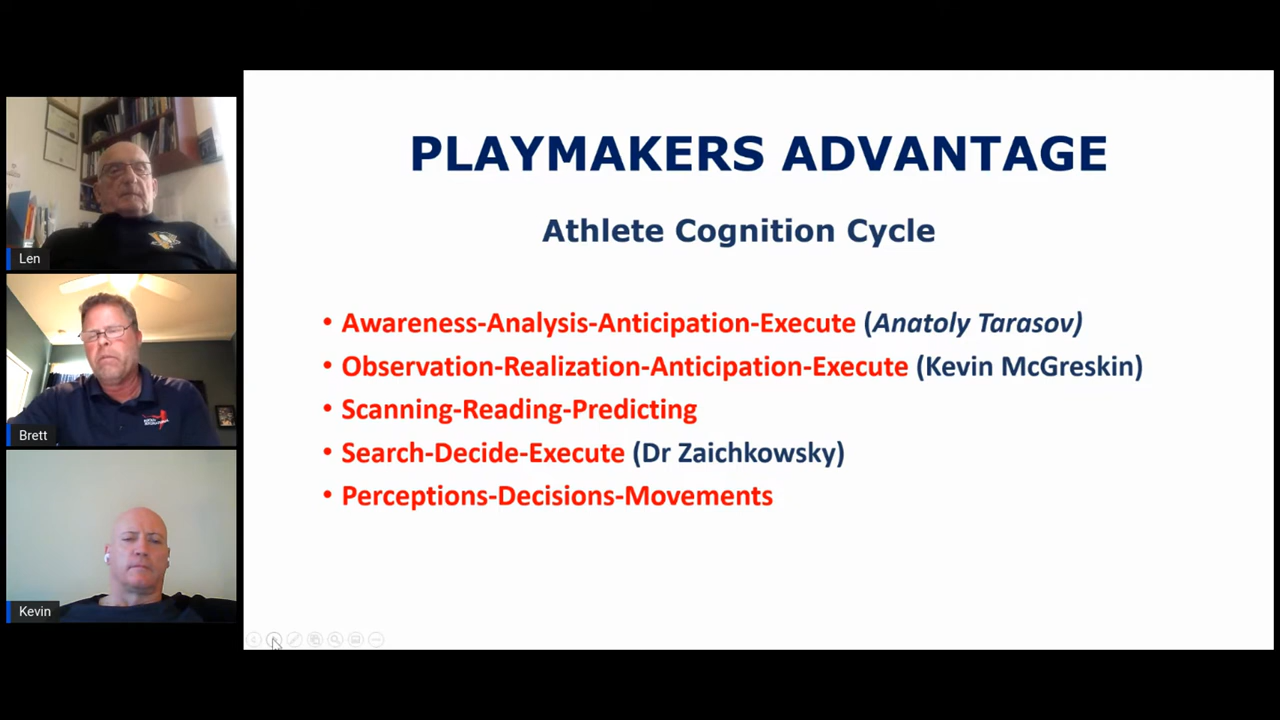 PLAYMAKERS ADVANTAGE
Athlete Cognition Cycle
• Awareness-Analysis-Anticipation-Execute (Anatoly Tarasov)
• Observation-Realization-Anticipation-Execute (Kevin McGreskin)
• Scanning-Reading-Predicting
• Search-Decide-Execute (Dr Zaichkowsky)
• Perceptions-Decisions-Movements
Len
Brett
Kevin